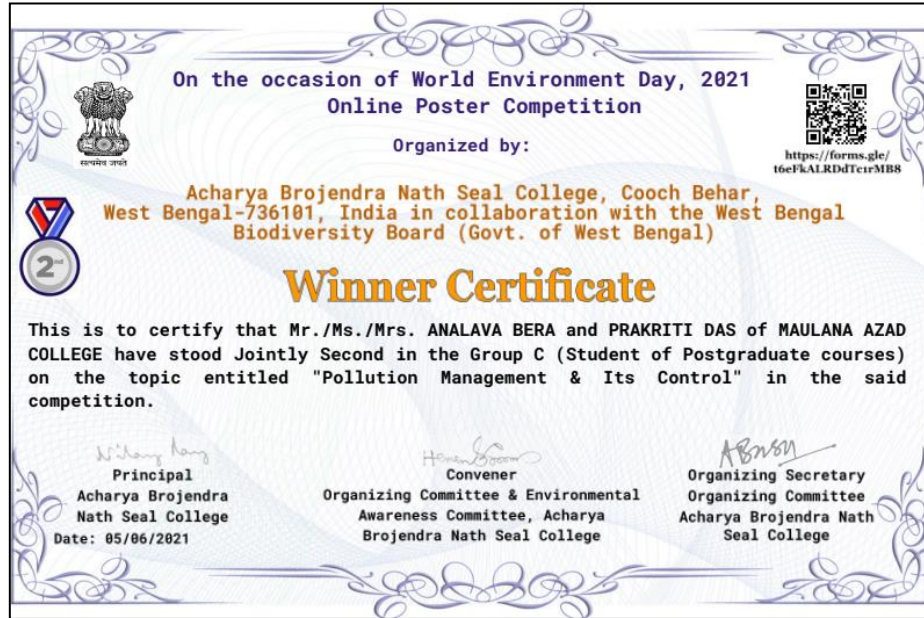 On the occasion of World Environment Day, 2021
Online Poster Competition
सत्यमेव जयते
Organized by:
https://forms.gle/
t6eFkALRDdTc1rMB8
Acharya Brojendra Nath Seal College, Cooch Behar,
West Bengal-736101, India in collaboration with the West Bengal
Biodiversity Board (Govt. of West Bengal)
2nd
Winner Certificate
This is to certify that Mr./Ms./Mrs. ANALAVA BERA and PRAKRITI DAS of MAULANA AZAD
COLLEGE have stood Jointly Second in the Group C (Student of Postgraduate courses)
on the topic entitled "Pollution Management & Its Control" in the said
competition.
Principal
Acharya Brojendra
Nath Seal College
Date: 05/06/2021
Convener
Organizing Committee & Environmental
Awareness Committee, Acharya
Brojendra Nath Seal College
Organizing Secretary
Organizing Committee
Acharya Brojendra Nath
Seal College